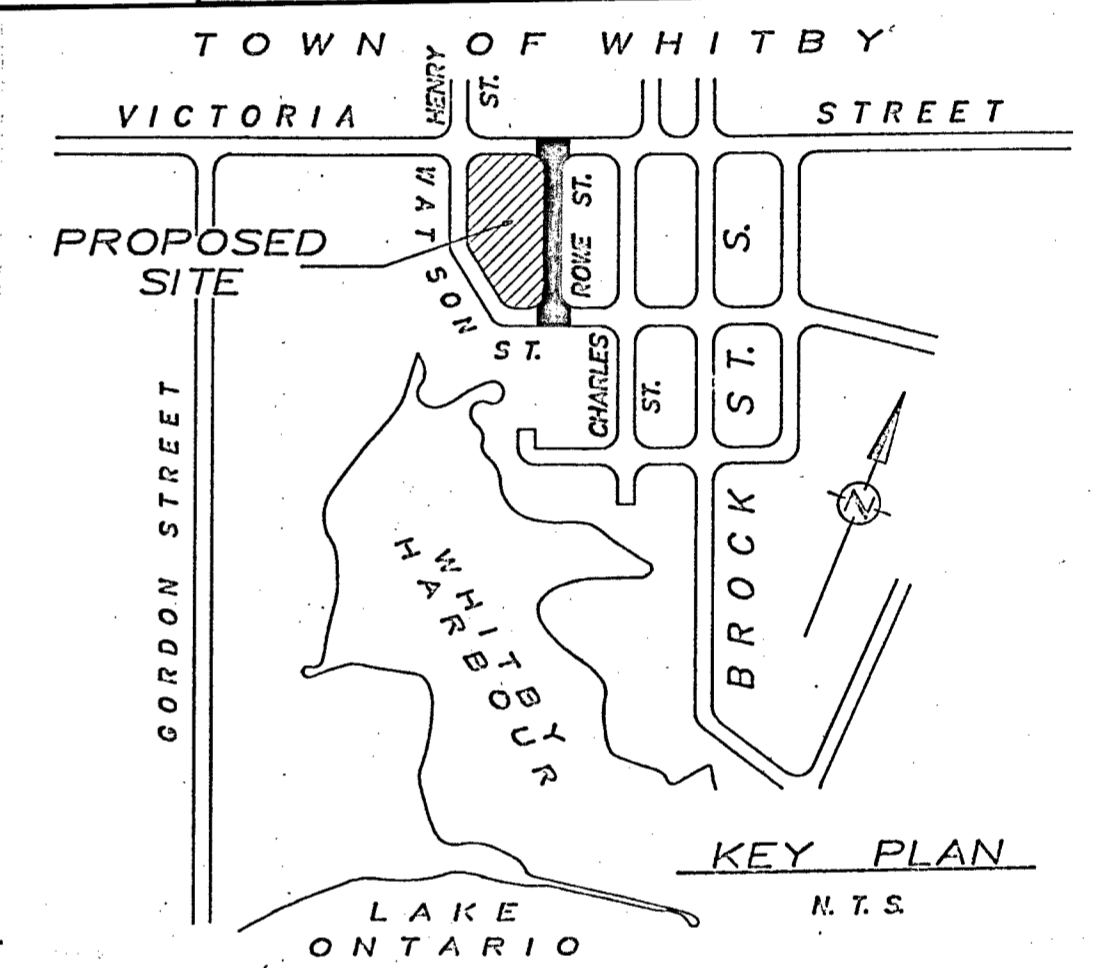 TOWN OF WHITBY
HENRY
ST.
VICTORIA
STREET
WATSON
ST.
ROWE ST.
PROPOSED
SITE
BROCK ST. S.
CHARLES
ST.
GORDON STREET
N
WHITBY
HARBOUR
KEY PLAN
N. T. S.
LAKE
ONTARIO